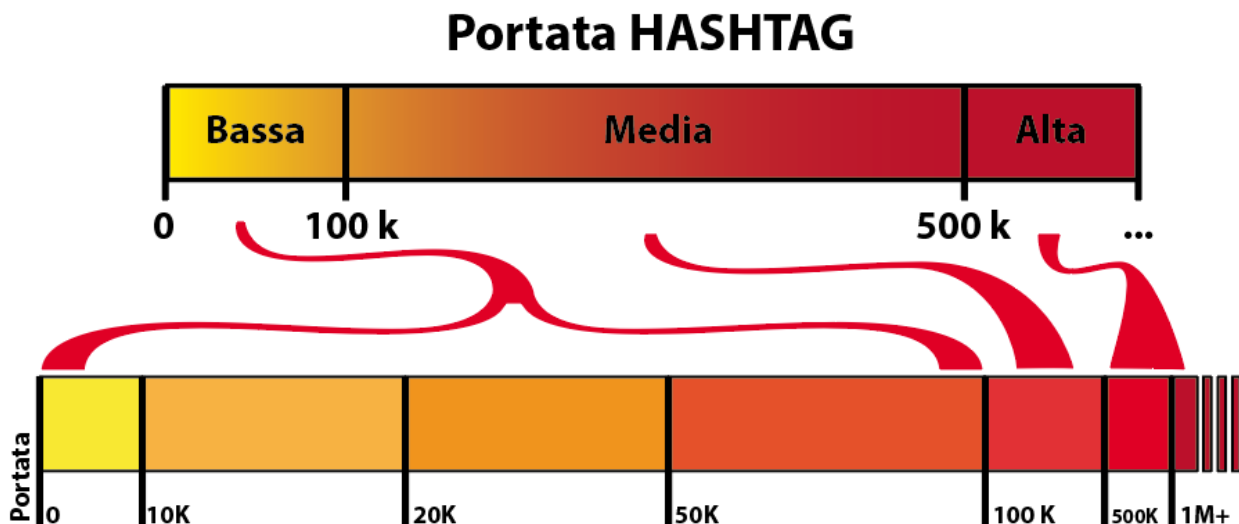 Portata HASHTAG
Bassa Media Alta
0 100 k 500 k ...
Portata
0 10K 20K 50K 100 K 500K 1M+